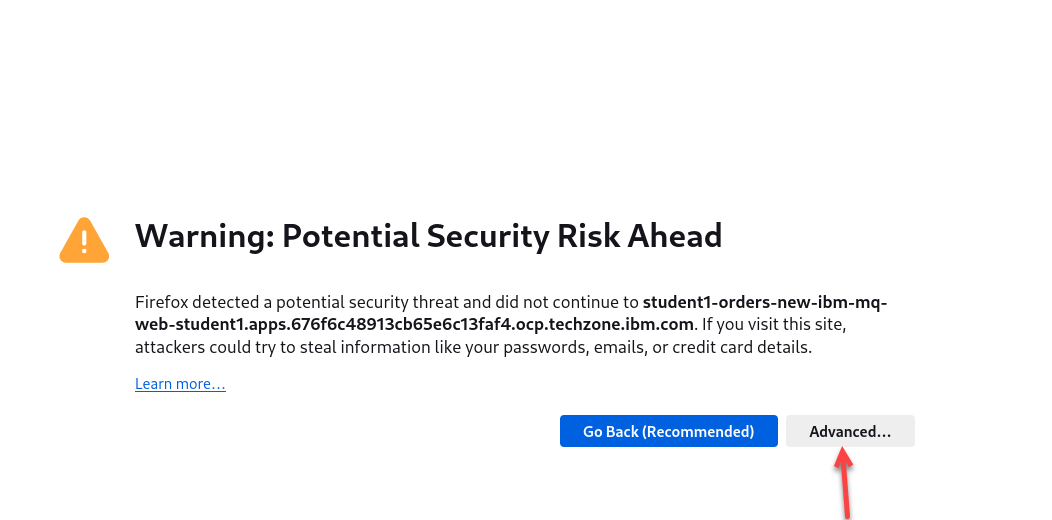 Warning: Potential Security Risk Ahead
Firefox detected a potential security threat and did not continue to student1-orders-new-ibm-mq-
web-student1.apps.676f6c48913cb65e6c13faf4.ocp.techzone.ibm.com. If you visit this site,
attackers could try to steal information like your passwords, emails, or credit card details.
Learn more…
Go Back (Recommended)
Advanced…